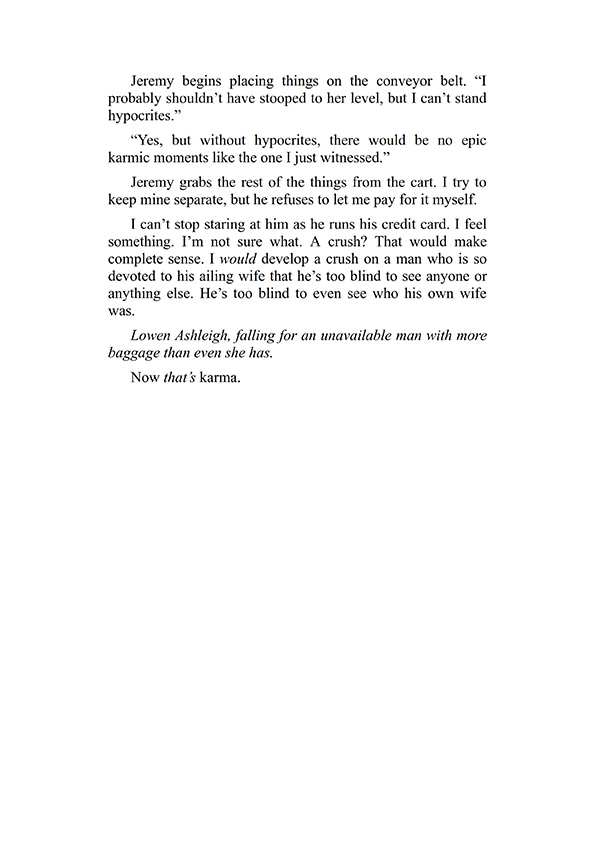 Jeremy begins placing things on the conveyor belt. “I
probably shouldn’t have stooped to her level, but I can’t stand
hypocrites.”
“Yes, but without hypocrites, there would be no epic
karmic moments like the one I just witnessed.”
Jeremy grabs the rest of the things from the cart. I try to
keep mine separate, but he refuses to let me pay for it myself.
I can’t stop staring at him as he runs his credit card. I feel
something. I’m not sure what. A crush? That would make
complete sense. I would develop a crush on a man who is so
devoted to his ailing wife that he’s too blind to see anyone or
anything else. He’s too blind to even see who his own wife
was.
Lowen Ashleigh, falling for an unavailable man with more
baggage than even she has.
Now that’s karma.